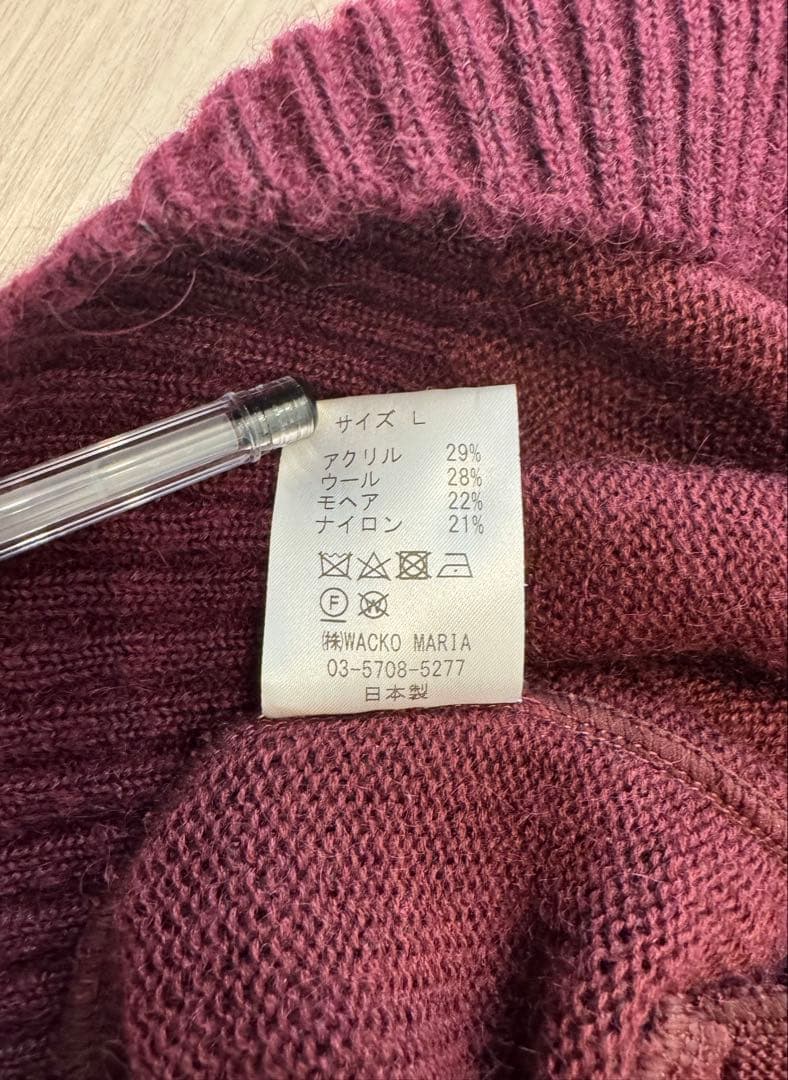 サイズ L
アクリル 29%
ウール 28%
モヘア 22%
ナイロン 21%
F W
㈱WACKO MARIA
03-5708-5277
日本製